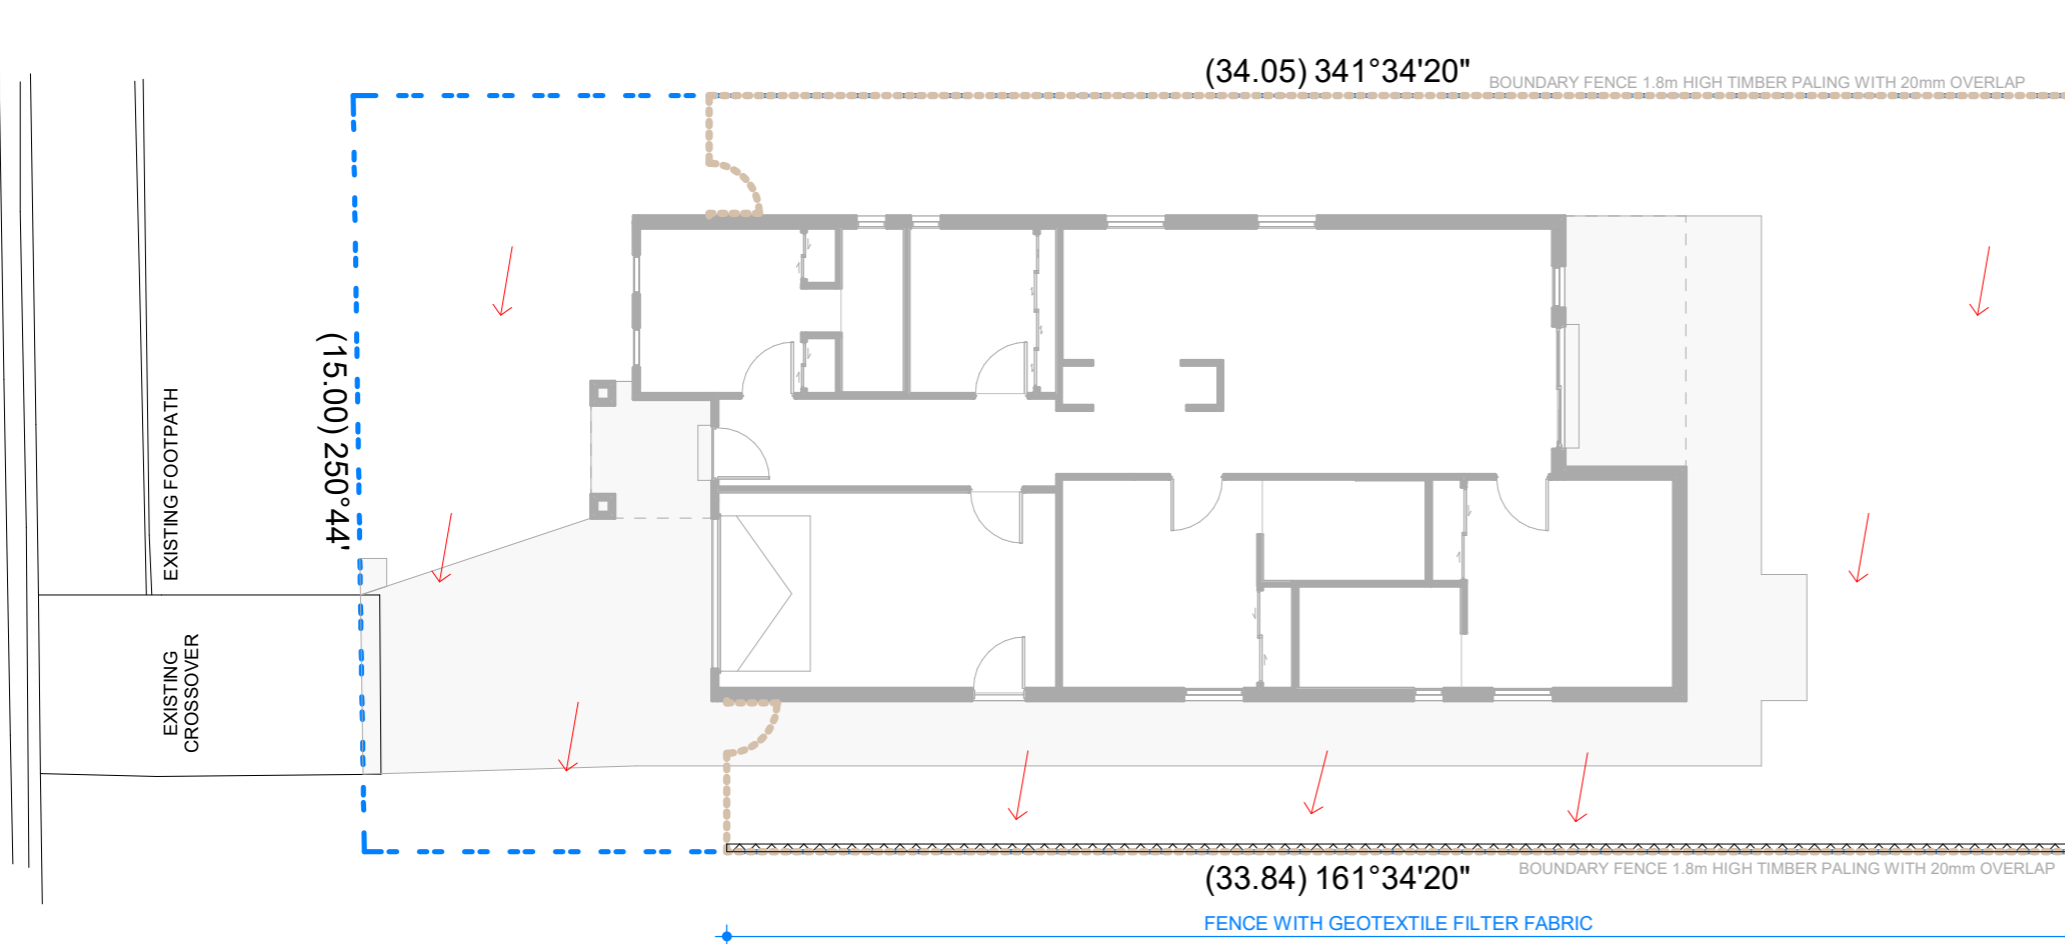 (34.05) 341°34'20"
BOUNDARY FENCE 1.8m HIGH TIMBER PALING WITH 20mm OVERLAP
(15.00) 250°44'
EXISTING FOOTPATH
EXISTING
CROSSOVER
(33.84) 161°34'20"
BOUNDARY FENCE 1.8m HIGH TIMBER PALING WITH 20mm OVERLAP
FENCE WITH GEOTEXTILE FILTER FABRIC